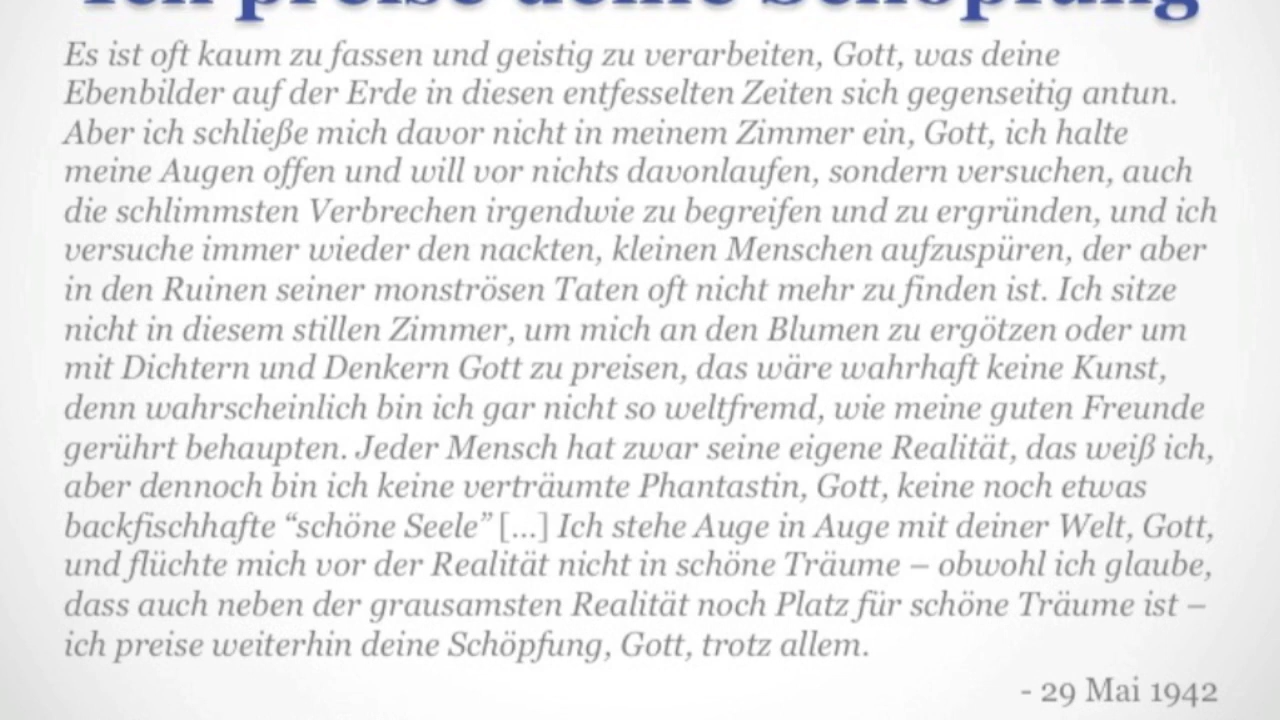 Ich preise deine Schöpfung
Es ist oft kaum zu fassen und geistig zu verarbeiten, Gott, was deine
Ebenbilder auf der Erde in diesen entfesselten Zeiten sich gegenseitig antun.
Aber ich schließe mich davor nicht in meinem Zimmer ein, Gott, ich halte
meine Augen offen und will vor nichts davonlaufen, sondern versuchen, auch
die schlimmsten Verbrechen irgendwie zu begreifen und zu ergründen, und ich
versuche immer wieder den nackten, kleinen Menschen aufzuspüren, der aber
in den Ruinen seiner monströsen Taten oft nicht mehr zu finden ist. Ich sitze
nicht in diesem stillen Zimmer, um mich an den Blumen zu ergötzen oder um
mit Dichtern und Denkern Gott zu preisen, das wäre wahrhaft keine Kunst,
denn wahrscheinlich bin ich gar nicht so weltfremd, wie meine guten Freunde
gerührt behaupten. Jeder Mensch hat zwar seine eigene Realität, das weiß ich,
aber dennoch bin ich keine verträumte Phantastin, Gott, keine noch etwas
backfischhafte “schöne Seele” [...] Ich stehe Auge in Auge mit deiner Welt, Gott,
und flüchte mich vor der Realität nicht in schöne Träume – obwohl ich glaube,
dass auch neben der grausamsten Realität noch Platz für schöne Träume ist –
ich preise weiterhin deine Schöpfung, Gott, trotz allem.
- 29 Mai 1942